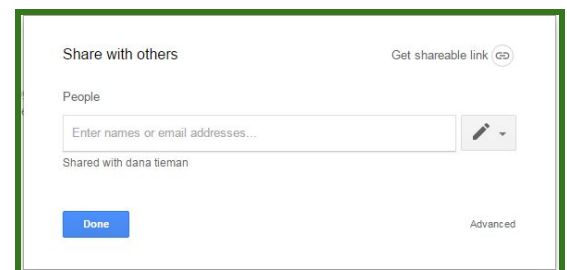 Share with others
Get shareable link
People
Enter names or email addresses...
Shared with dana tieman
Done
Advanced